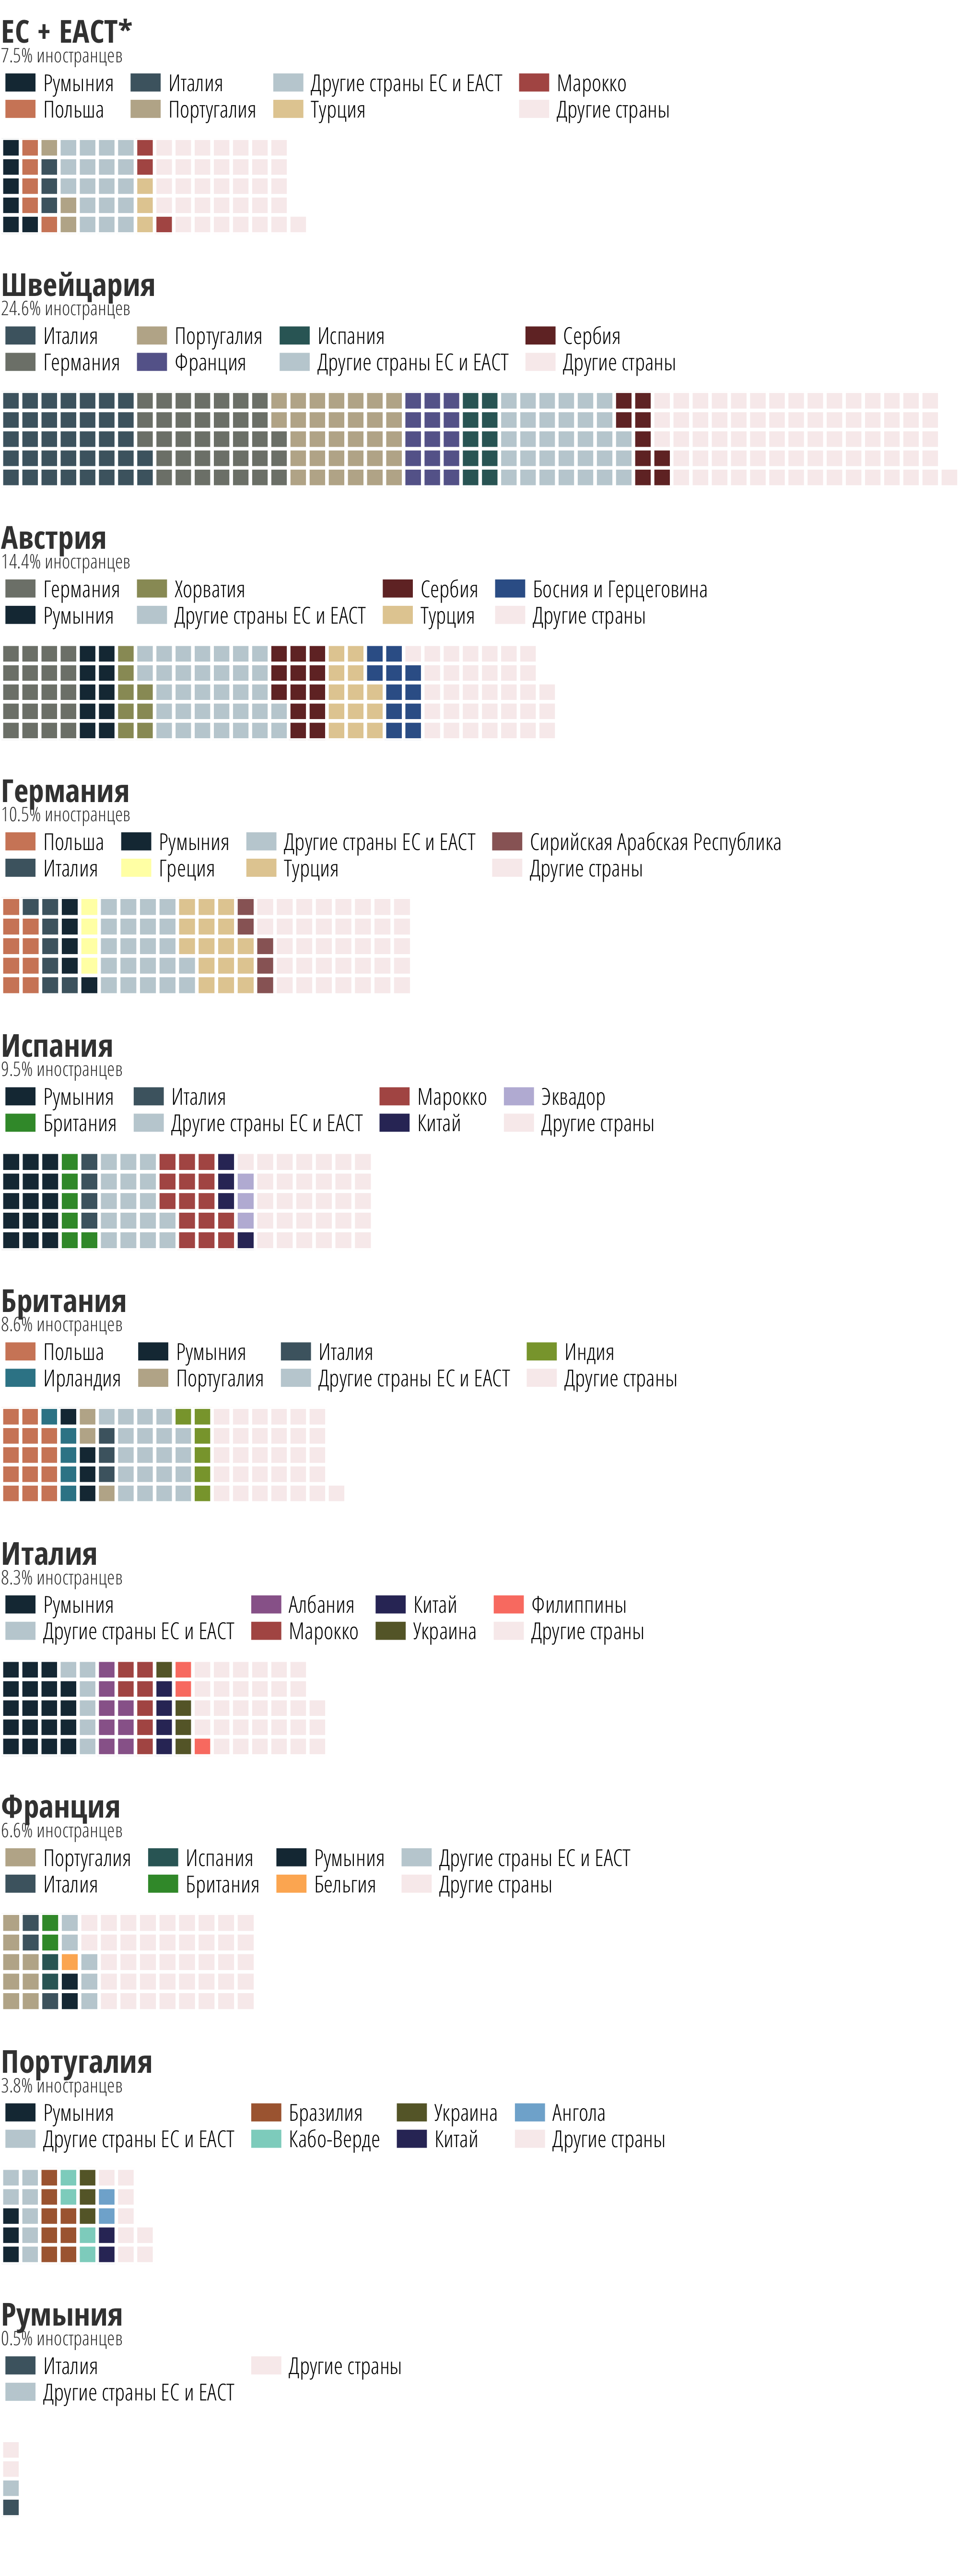 ЕС + ЕАСТ*
7.5% иностранцев
Румыния Италия Другие страны ЕС и ЕАСТ Марокко
Польша Португалия Турция Другие страны
Швейцария
24.6% иностранцев
Италия Португалия Испания Сербия
Германия Франция Другие страны ЕС и ЕАСТ Другие страны
Австрия
14.4% иностранцев
Германия Хорватия Сербия Босния и Герцеговина
Румыния Другие страны ЕС и ЕАСТ Турция Другие страны
Германия
10.5% иностранцев
Польша Румыния Другие страны ЕС и ЕАСТ Сирийская Арабская Республика
Италия Греция Турция Другие страны
Испания
9.5% иностранцев
Румыния Италия Марокко Эквадор
Британия Другие страны ЕС и ЕАСТ Китай Другие страны
Британия
8.6% иностранцев
Польша Румыния Италия Индия
Ирландия Португалия Другие страны ЕС и ЕАСТ Другие страны
Италия
8.3% иностранцев
Румыния Албания Китай Филиппины
Другие страны ЕС и ЕАСТ Марокко Украина Другие страны
Франция
6.6% иностранцев
Португалия Испания Румыния Другие страны ЕС и ЕАСТ
Италия Британия Бельгия Другие страны
Португалия
3.8% иностранцев
Румыния Бразилия Украина Ангола
Другие страны ЕС и ЕАСТ Кабо-Верде Китай Другие страны
Румыния
0.5% иностранцев
Италия Другие страны
Другие страны ЕС и ЕАСТ